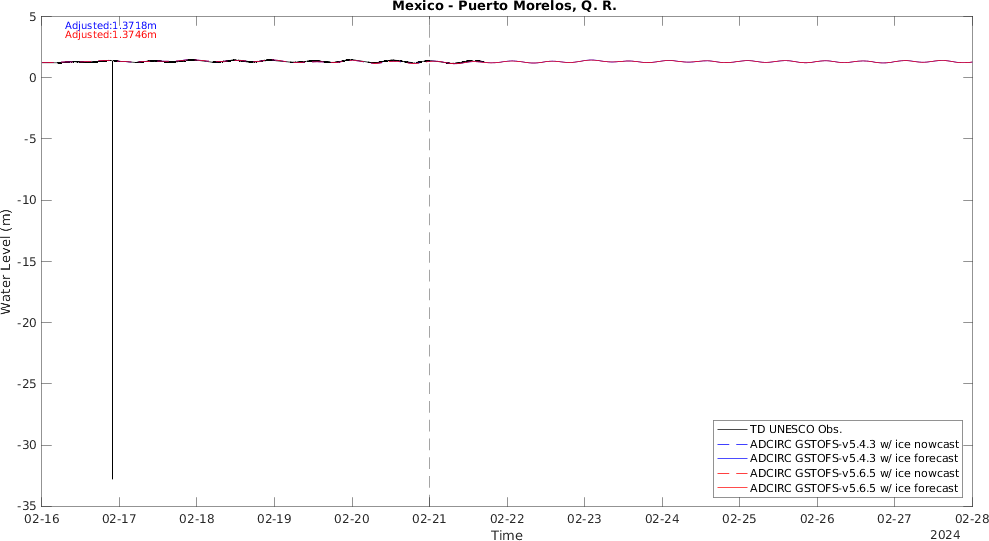 Mexico - Puerto Morelos, Q. R.
Adjusted:1.3718m
Adjusted:1.3746m
5
0
-5
-10
-15
-20
-25
-30
-35
Water Level (m)
TD UNESCO Obs.
ADCIRC GSTOFS-v5.4.3 w/ ice nowcast
ADCIRC GSTOFS-v5.4.3 w/ ice forecast
ADCIRC GSTOFS-v5.6.5 w/ ice nowcast
ADCIRC GSTOFS-v5.6.5 w/ ice forecast
02-16 02-17 02-18 02-19 02-20 02-21 02-22 02-23 02-24 02-25 02-26 02-27 02-28
Time
2024